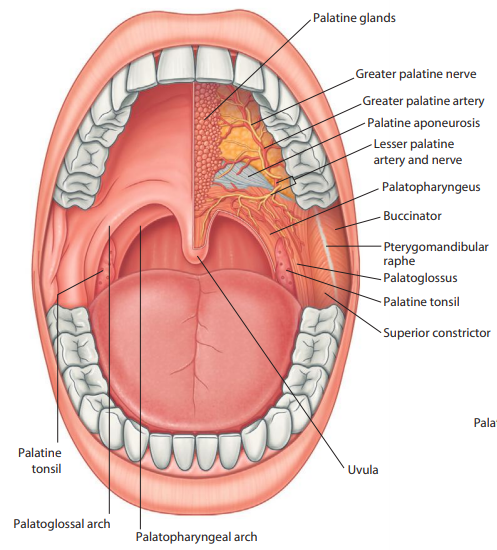 Palatine glands
Greater palatine nerve
Greater palatine artery
Palatine aponeurosis
Lesser palatine
artery and nerve
Palatopharyngeus
Buccinator
Pterygomandibular
raphe
Palatoglossus
Palatine tonsil
Superior constrictor
Pala
Palatine
tonsil
Uvula
Palatoglossal arch
Palatopharyngeal arch